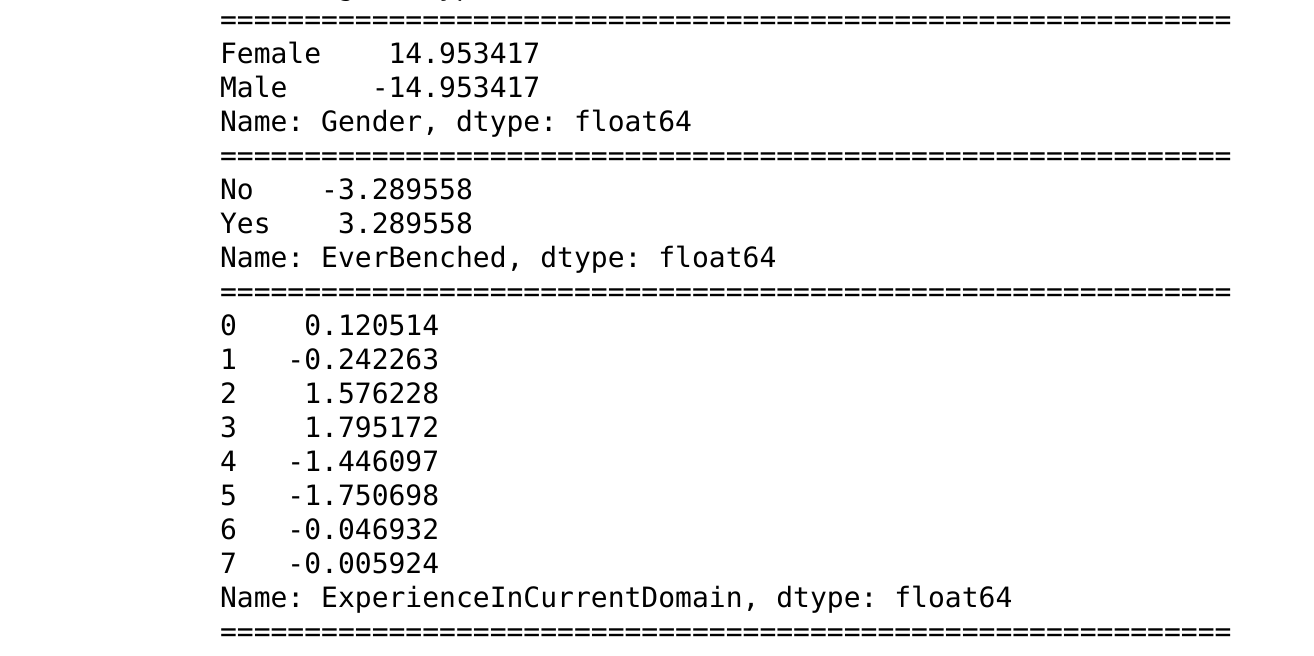 ============================================================
Female    14.953417
Male     -14.953417
Name: Gender, dtype: float64
============================================================
No    -3.289558
Yes    3.289558
Name: EverBenched, dtype: float64
============================================================
0    0.120514
1   -0.242263
2    1.576228
3    1.795172
4   -1.446097
5   -1.750698
6   -0.046932
7   -0.005924
Name: ExperienceInCurrentDomain, dtype: float64
============================================================